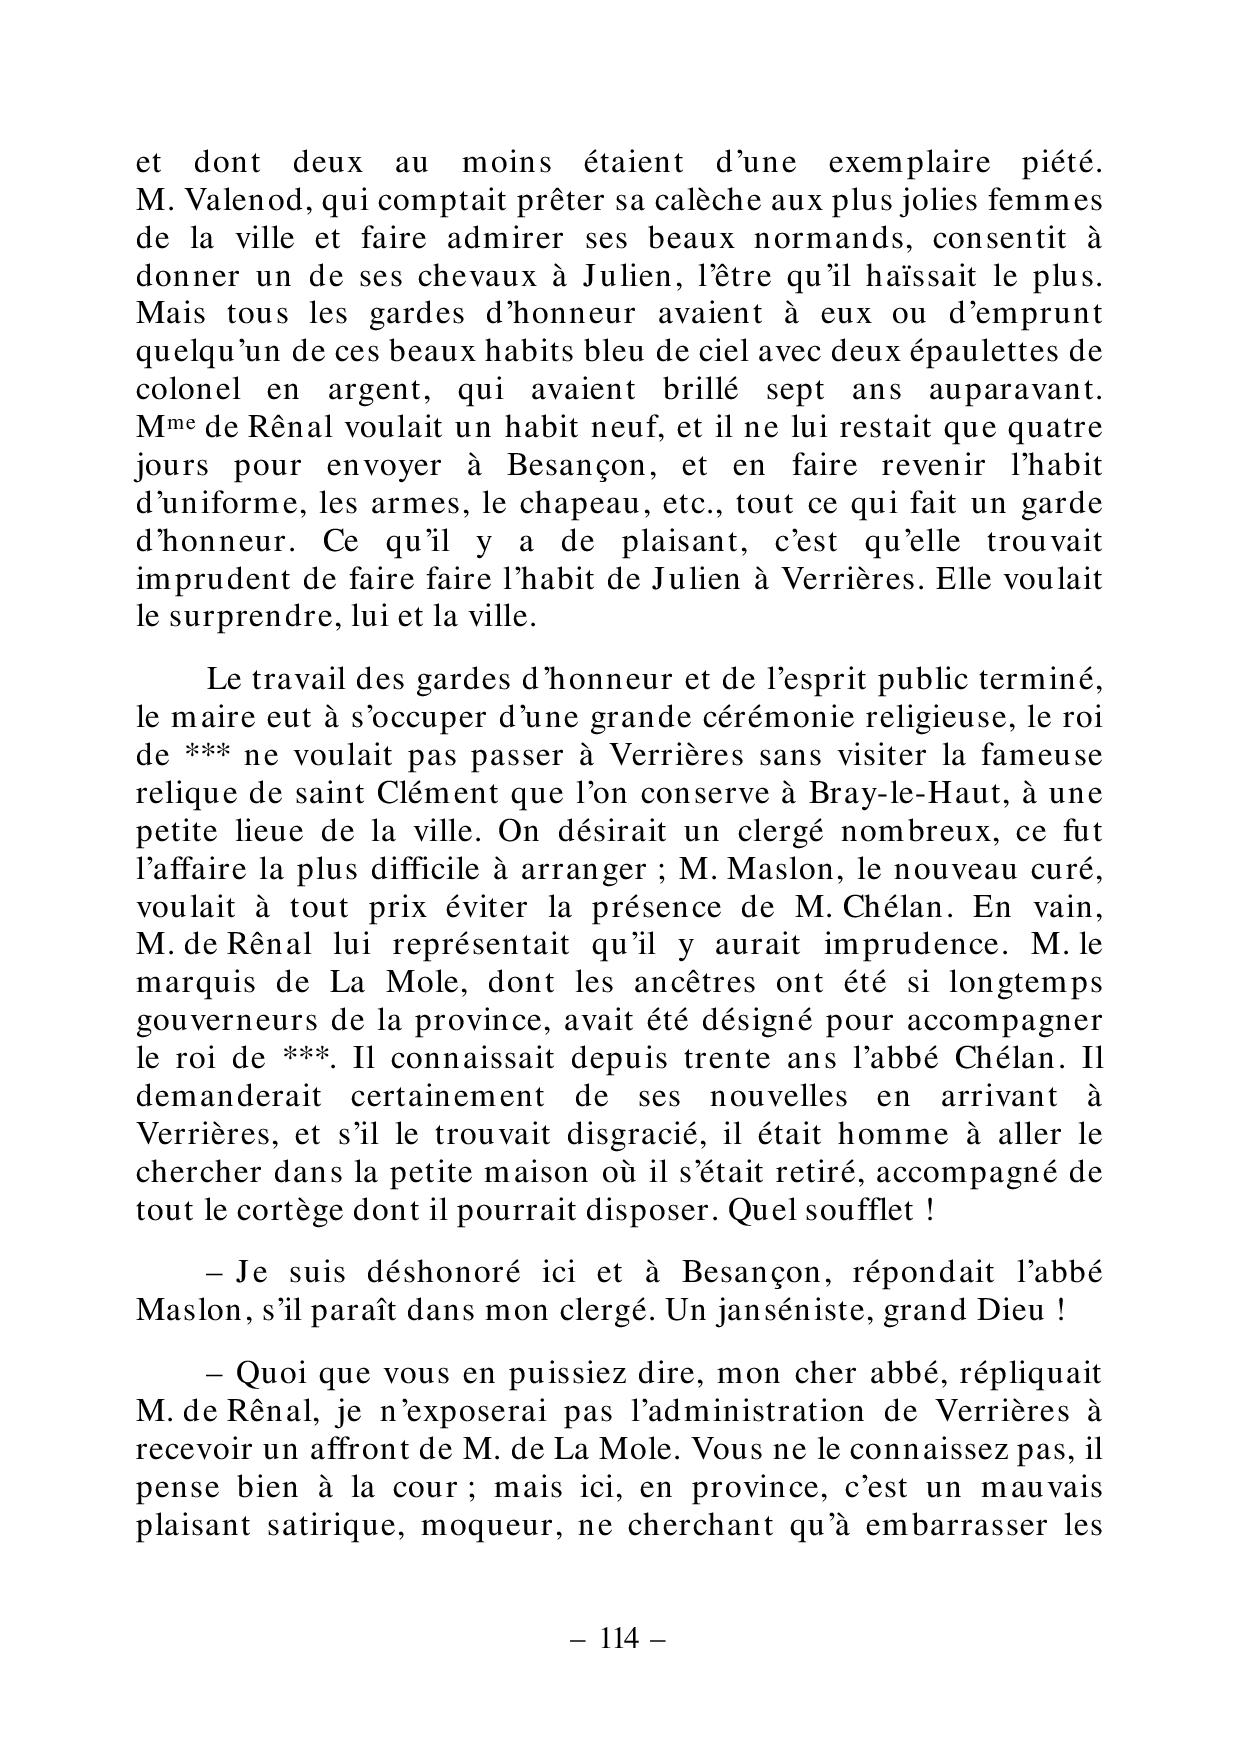 et dont deux au moins étaient d’une exemplaire piété.
M. Valenod, qui comptait prêter sa calèche aux plus jolies femmes
de la ville et faire admirer ses beaux normands, consentit à
donner un de ses chevaux à Julien, l’être qu’il haïssait le plus.
Mais tous les gardes d’honneur avaient à eux ou d’emprunt
quelqu’un de ces beaux habits bleu de ciel avec deux épaulettes de
colonel en argent, qui avaient brillé sept ans auparavant.
Mme de Rênal voulait un habit neuf, et il ne lui restait que quatre
jours pour envoyer à Besançon, et en faire revenir l’habit
d’uniforme, les armes, le chapeau, etc., tout ce qui fait un garde
d’honneur. Ce qu’il y a de plaisant, c’est qu’elle trouvait
imprudent de faire faire l’habit de Julien à Verrières. Elle voulait
le surprendre, lui et la ville.
Le travail des gardes d’honneur et de l’esprit public terminé,
le maire eut à s’occuper d’une grande cérémonie religieuse, le roi
de *** ne voulait pas passer à Verrières sans visiter la fameuse
relique de saint Clément que l’on conserve à Bray-le-Haut, à une
petite lieue de la ville. On désirait un clergé nombreux, ce fut
l’affaire la plus difficile à arranger ; M. Maslon, le nouveau curé,
voulait à tout prix éviter la présence de M. Chélan. En vain,
M. de Rênal lui représentait qu’il y aurait imprudence. M. le
marquis de La Mole, dont les ancêtres ont été si longtemps
gouverneurs de la province, avait été désigné pour accompagner
le roi de ***. Il connaissait depuis trente ans l’abbé Chélan. Il
demanderait certainement de ses nouvelles en arrivant à
Verrières, et s’il le trouvait disgracié, il était homme à aller le
chercher dans la petite maison où il s’était retiré, accompagné de
tout le cortège dont il pourrait disposer. Quel soufflet !
– Je suis déshonoré ici et à Besançon, répondait l’abbé
Maslon, s’il paraît dans mon clergé. Un janséniste, grand Dieu !
– Quoi que vous en puissiez dire, mon cher abbé, répliquait
M. de Rênal, je n’exposerai pas l’administration de Verrières à
recevoir un affront de M. de La Mole. Vous ne le connaissez pas, il
pense bien à la cour ; mais ici, en province, c’est un mauvais
plaisant satirique, moqueur, ne cherchant qu’à embarrasser les
– 114 –